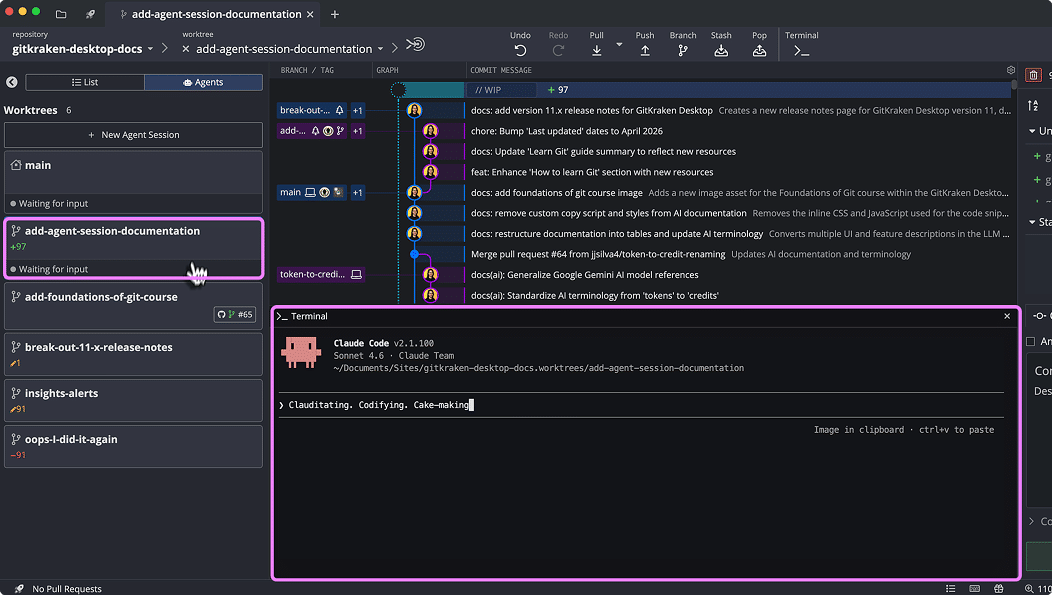 add-agent-session-documentation
repository
gitkraken-desktop-docs
worktree
add-agent-session-documentation
Undo
Redo
Pull
Push
Branch
Stash
Pop
Terminal
List
Agents
Worktrees 6
+ New Agent Session
main
Waiting for input
add-agent-session-documentation
+97
Waiting for input
add-foundations-of-git-course
#65
break-out-11-x-release-notes
1
insights-alerts
91
oops-I-did-it-again
−91
BRANCH / TAG
GRAPH
COMMIT MESSAGE
// WIP
+ 97
break-out-... +1
docs: add version 11.x release notes for GitKraken Desktop Creates a new release notes page for GitKraken Desktop version 11, d...
add-... +1
chore: Bump 'Last updated' dates to April 2026
docs: Update 'Learn Git' guide summary to reflect new resources
feat: Enhance 'How to learn Git' section with new resources
main +1
docs: add foundations of git course image Adds a new image asset for the Foundations of Git course within the GitKraken Deskto...
docs: remove custom copy script and styles from AI documentation Removes the inline CSS and JavaScript used for the code snip...
docs: restructure documentation into tables and update AI terminology Converts multiple UI and feature descriptions in the LLM ...
Merge pull request #64 from jjsilva4/token-to-credit-renaming Updates AI documentation and terminology
token-to-credi...
docs(ai): Generalize Google Gemini AI model references
docs(ai): Standardize AI terminology from 'tokens' to 'credits'
Terminal
Claude Code v2.1.100
Sonnet 4.6 · Claude Team
~/Documents/Sites/gitkraken-desktop-docs.worktrees/add-agent-session-documentation
❯ Clauditating. Codifying. Cake-making
Image in clipboard · ctrl+v to paste
Un
Sta
Am
Con
Des
Co
No Pull Requests
110